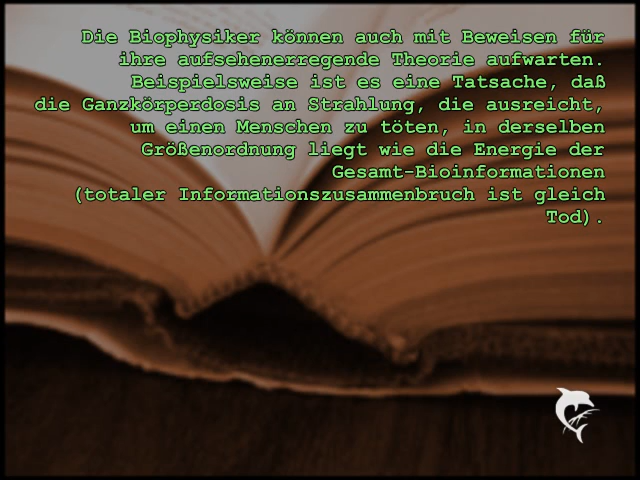 Die Biophysiker können auch mit Beweisen für
ihre aufsehenerregende Theorie aufwarten.
Beispielsweise ist es eine Tatsache, daß
die Ganzkörperdosis an Strahlung, die ausreicht,
um einen Menschen zu töten, in derselben
Größenordnung liegt wie die Energie der
Gesamt-Bioinformationen
(totaler Informationszusammenbruch ist gleich
Tod).